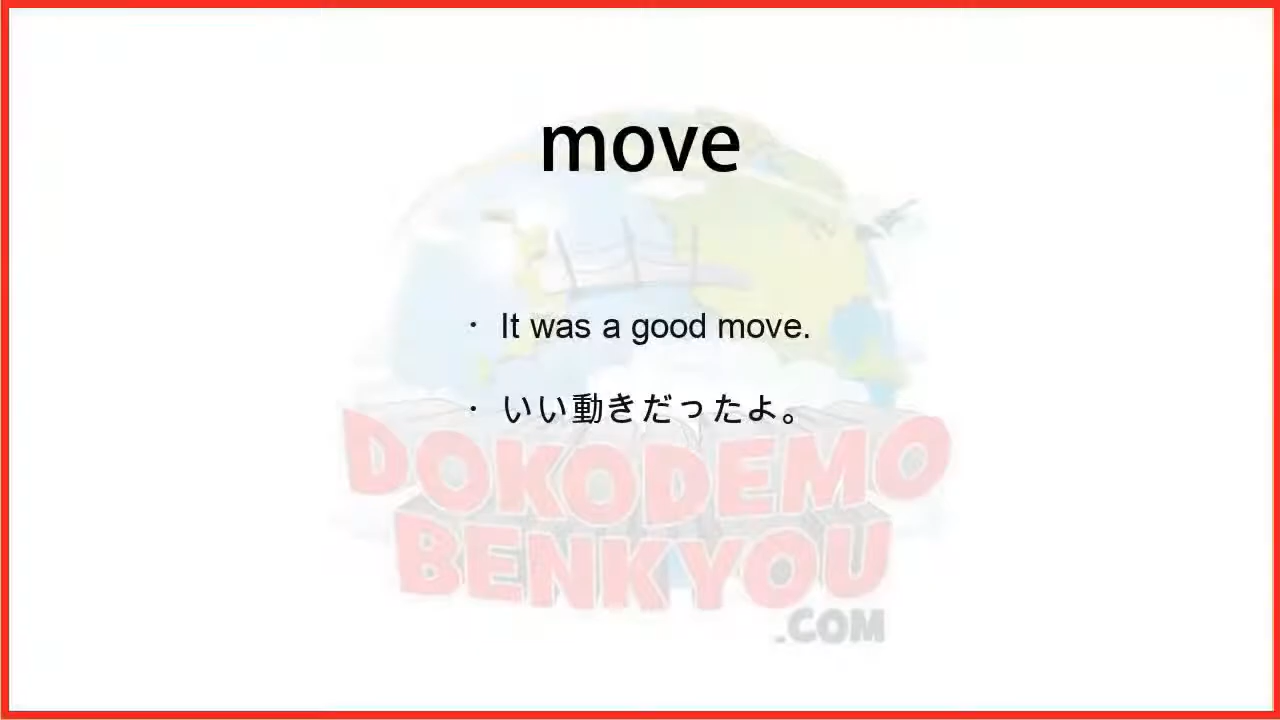 move
· It was a good move.
· いい動きだったよ。
DOKODEMO
BENKYOU
.COM